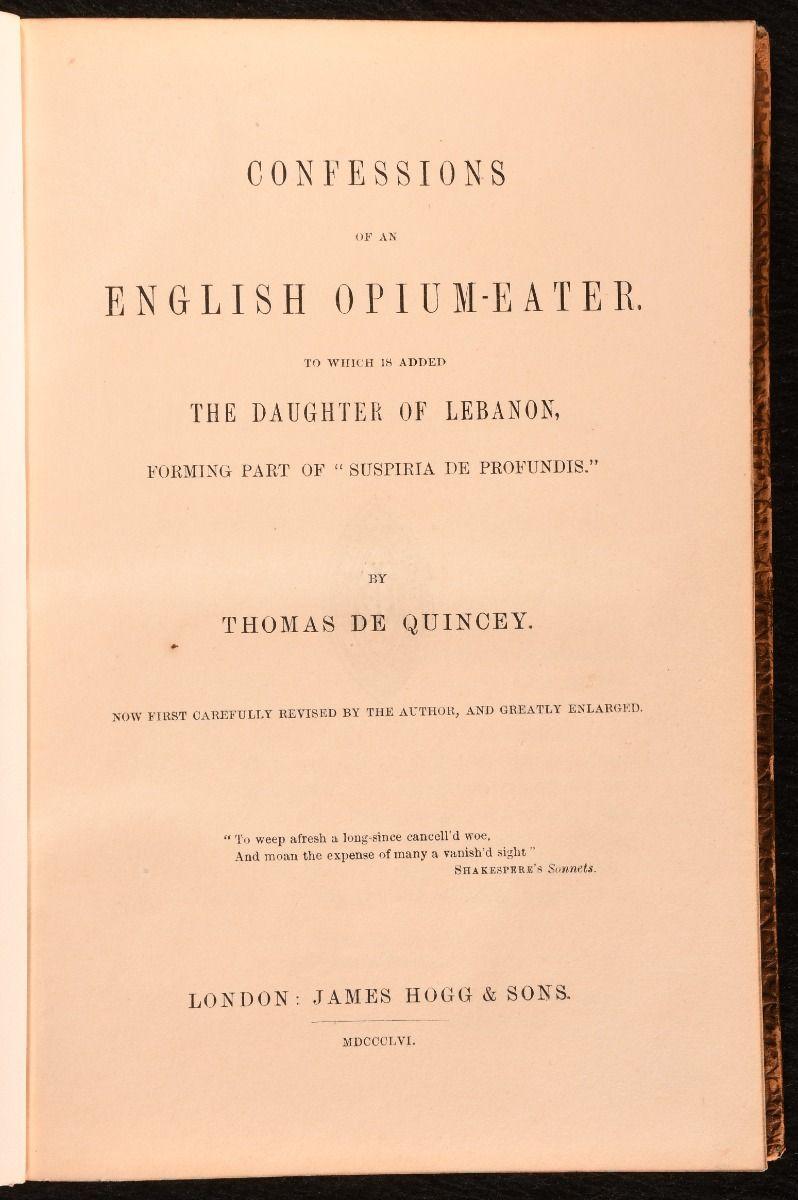 CONFESSIONS
OF AN
ENGLISH OPIUM-EATER.
TO WHICH IS ADDED
THE DAUGHTER OF LEBANON,
FORMING PART OF “ SUSPIRIA DE PROFUNDIS.”
BY
THOMAS DE QUINCEY.
NOW FIRST CAREFULLY REVISED BY THE AUTHOR, AND GREATLY ENLARGED.
“ To weep afresh a long-since cancell'd woe,
And moan the expense of many a vanish'd sight ”
SHAKESPERE'S Sonnets.
LONDON: JAMES HOGG & SONS.
MDCCCLVI.